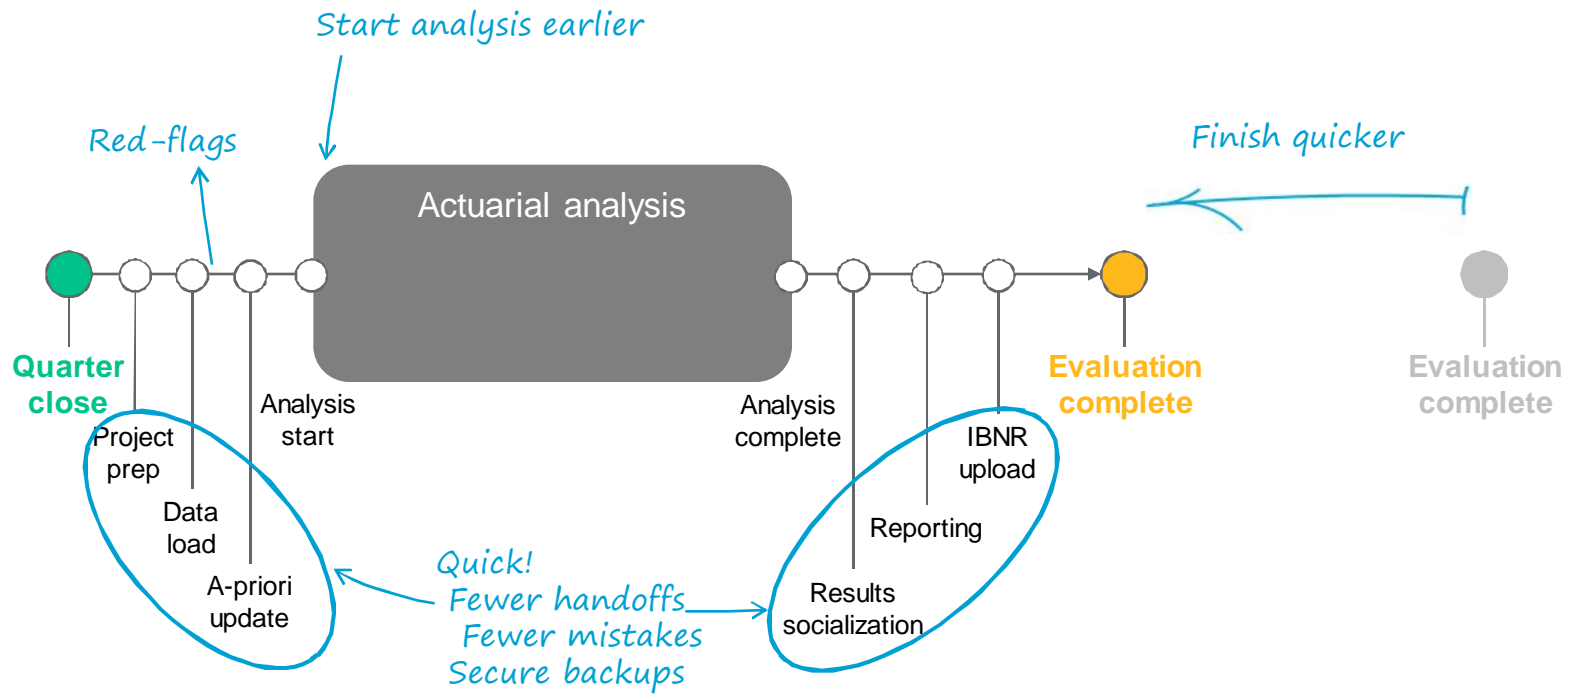 Start analysis earlier
Red-flags
Finish quicker
Actuarial analysis
Quarter
close
Project
prep
Data
load
A-priori
update
Analysis
start
Analysis
complete
Results
socialization
Reporting
IBNR
upload
Evaluation
complete
Evaluation
complete
Quick!
Fewer handoffs
Fewer mistakes
Secure backups